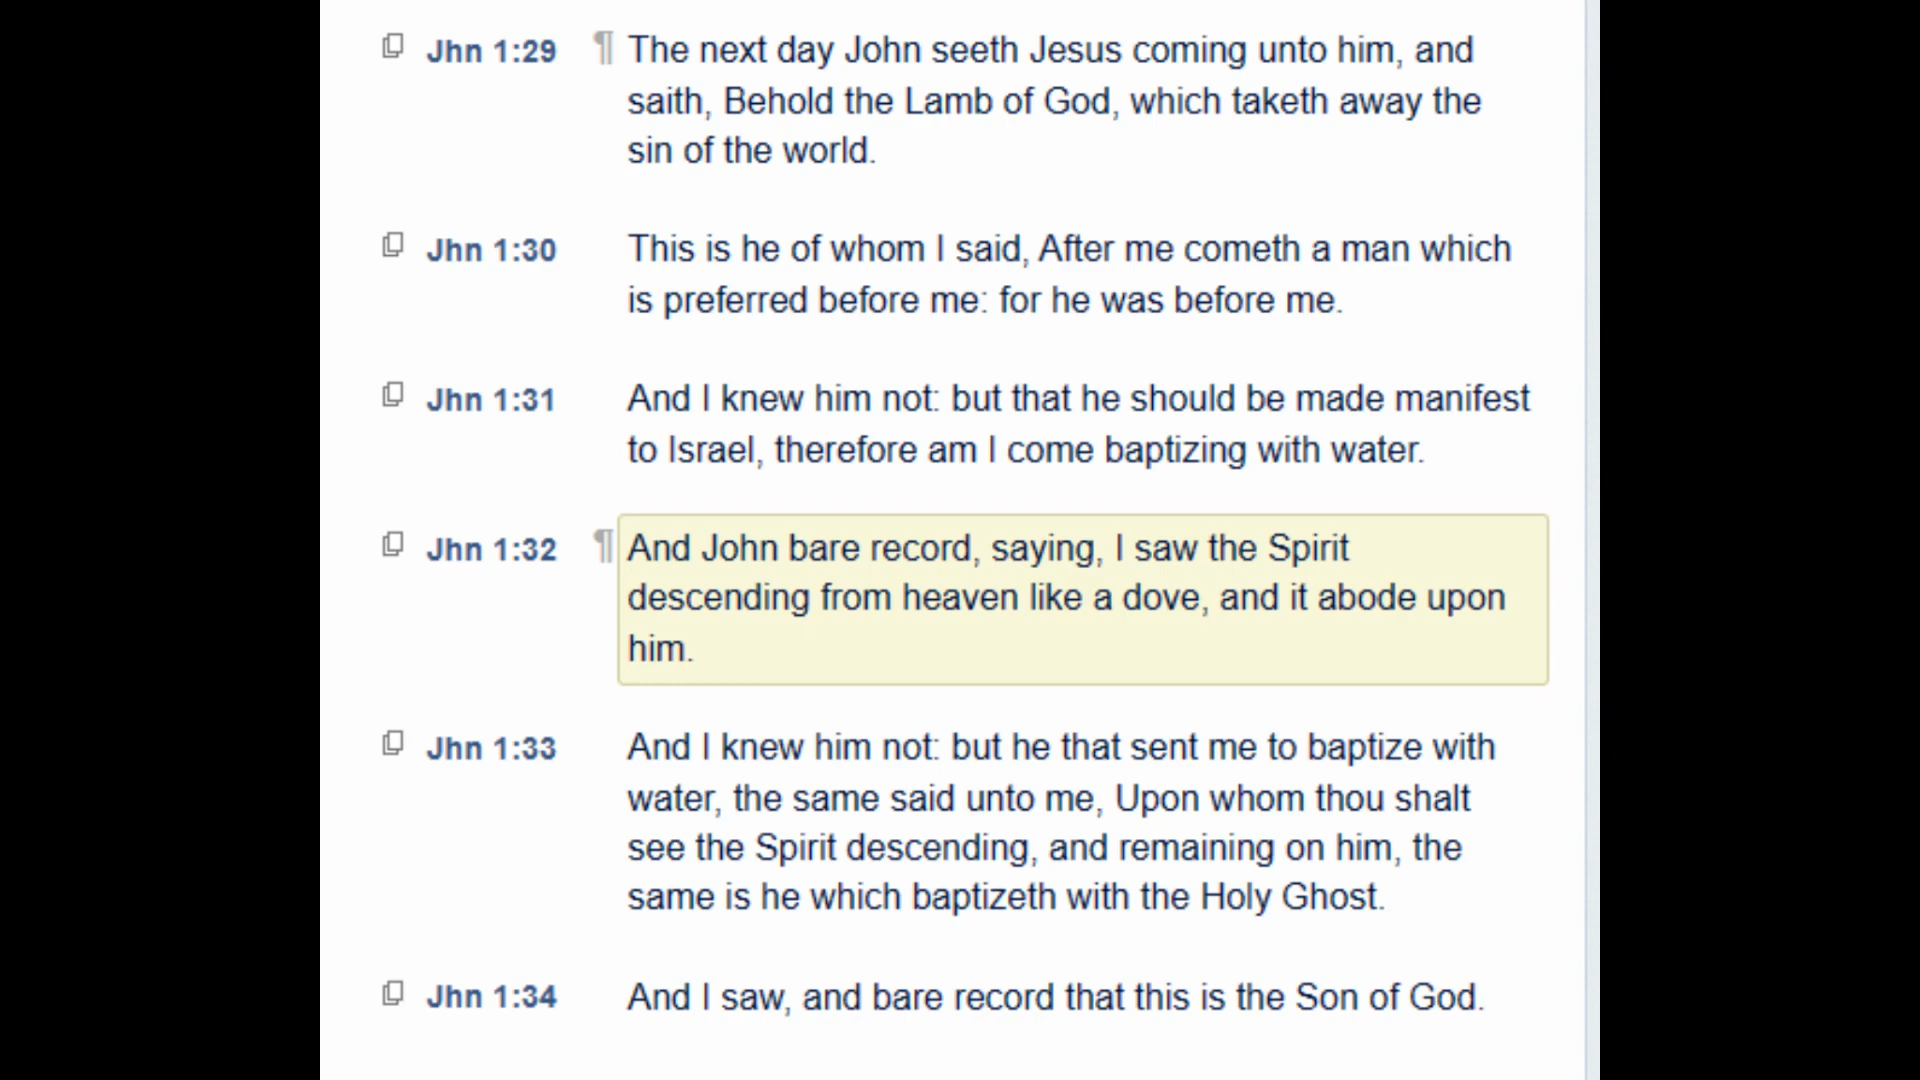 Jhn 1:29 ¶ The next day John seeth Jesus coming unto him, and
saith, Behold the Lamb of God, which taketh away the
sin of the world.
Jhn 1:30 This is he of whom I said, After me cometh a man which
is preferred before me: for he was before me.
Jhn 1:31 And I knew him not: but that he should be made manifest
to Israel, therefore am I come baptizing with water.
Jhn 1:32 ¶ And John bare record, saying, I saw the Spirit
descending from heaven like a dove, and it abode upon
him.
Jhn 1:33 And I knew him not: but he that sent me to baptize with
water, the same said unto me, Upon whom thou shalt
see the Spirit descending, and remaining on him, the
same is he which baptizeth with the Holy Ghost.
Jhn 1:34 And I saw, and bare record that this is the Son of God.